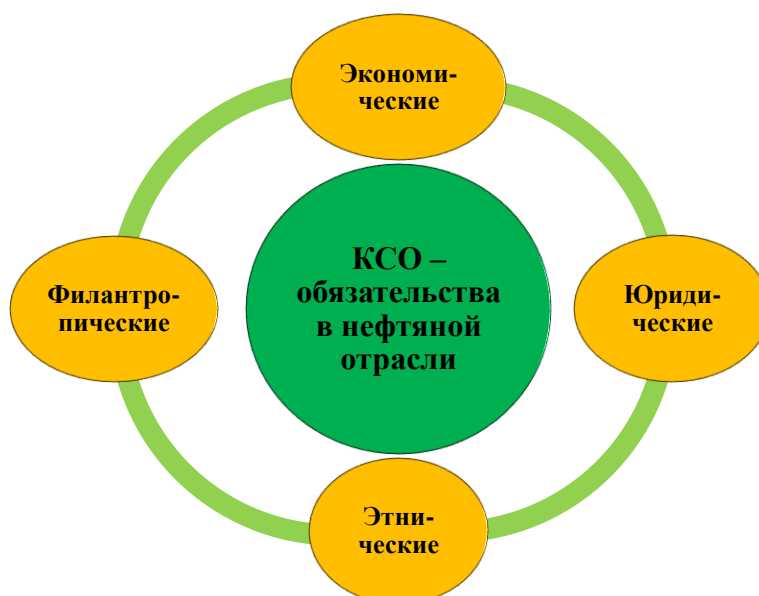 Экономи-
ческие
КСО –
обязательства
в нефтяной
отрасли
Филантро-
пические
Юриди-
ческие
Этни-
ческие